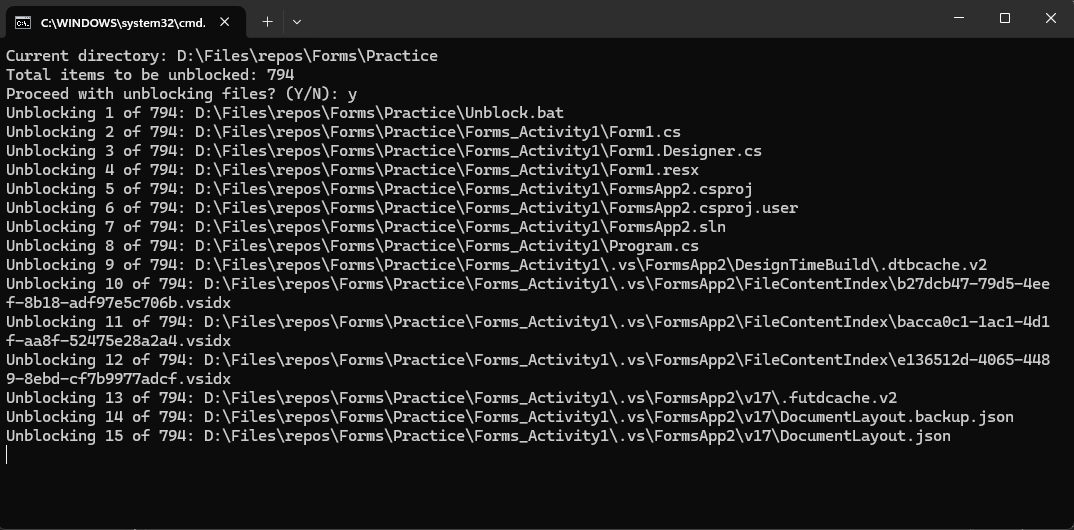 C:\WINDOWS\system32\cmd.
Current directory: D:\Files\repos\Forms\Practice
Total items to be unblocked: 794
Proceed with unblocking files? (Y/N): y
Unblocking 1 of 794: D:\Files\repos\Forms\Practice\Unblock.bat
Unblocking 2 of 794: D:\Files\repos\Forms\Practice\Forms_Activity1\Form1.cs
Unblocking 3 of 794: D:\Files\repos\Forms\Practice\Forms_Activity1\Form1.Designer.cs
Unblocking 4 of 794: D:\Files\repos\Forms\Practice\Forms_Activity1\Form1.resx
Unblocking 5 of 794: D:\Files\repos\Forms\Practice\Forms_Activity1\FormsApp2.csproj
Unblocking 6 of 794: D:\Files\repos\Forms\Practice\Forms_Activity1\FormsApp2.csproj.user
Unblocking 7 of 794: D:\Files\repos\Forms\Practice\Forms_Activity1\FormsApp2.sln
Unblocking 8 of 794: D:\Files\repos\Forms\Practice\Forms_Activity1\Program.cs
Unblocking 9 of 794: D:\Files\repos\Forms\Practice\Forms_Activity1\.vs\FormsApp2\DesignTimeBuild\.dtbcache.v2
Unblocking 10 of 794: D:\Files\repos\Forms\Practice\Forms_Activity1\.vs\FormsApp2\FileContentIndex\b27dcb47-79d5-4ee
f-8b18-adf97e5c706b.vsidx
Unblocking 11 of 794: D:\Files\repos\Forms\Practice\Forms_Activity1\.vs\FormsApp2\FileContentIndex\bacca0c1-1ac1-4d1
f-aa8f-52475e28a2a4.vsidx
Unblocking 12 of 794: D:\Files\repos\Forms\Practice\Forms_Activity1\.vs\FormsApp2\FileContentIndex\e136512d-4065-448
9-8ebd-cf7b9977adcf.vsidx
Unblocking 13 of 794: D:\Files\repos\Forms\Practice\Forms_Activity1\.vs\FormsApp2\v17\.futdcache.v2
Unblocking 14 of 794: D:\Files\repos\Forms\Practice\Forms_Activity1\.vs\FormsApp2\v17\DocumentLayout.backup.json
Unblocking 15 of 794: D:\Files\repos\Forms\Practice\Forms_Activity1\.vs\FormsApp2\v17\DocumentLayout.json